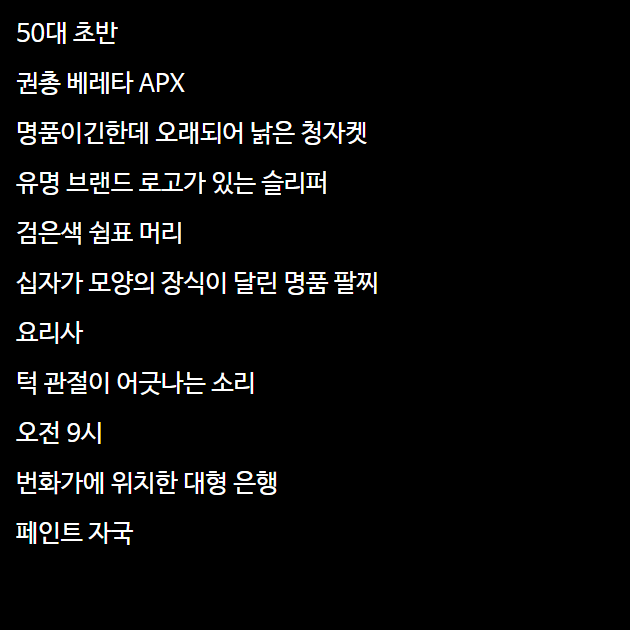 50대 초반
권총 베레타 APX
명품이긴한데 오래되어 낡은 청자켓
유명 브랜드 로고가 있는 슬리퍼
검은색 쉼표 머리
십자가 모양의 장식이 달린 명품 팔찌
요리사
턱 관절이 어긋나는 소리
오전 9시
번화가에 위치한 대형 은행
페인트 자국